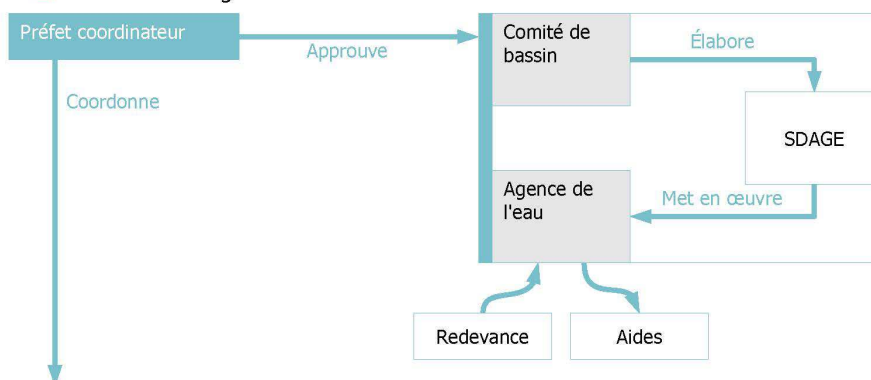 Préfet coordinateur
Approuve
Comité de
bassin
Élabore
Coordonne
SDAGE
Agence de
l'eau
Met en œuvre
Redevance
Aides